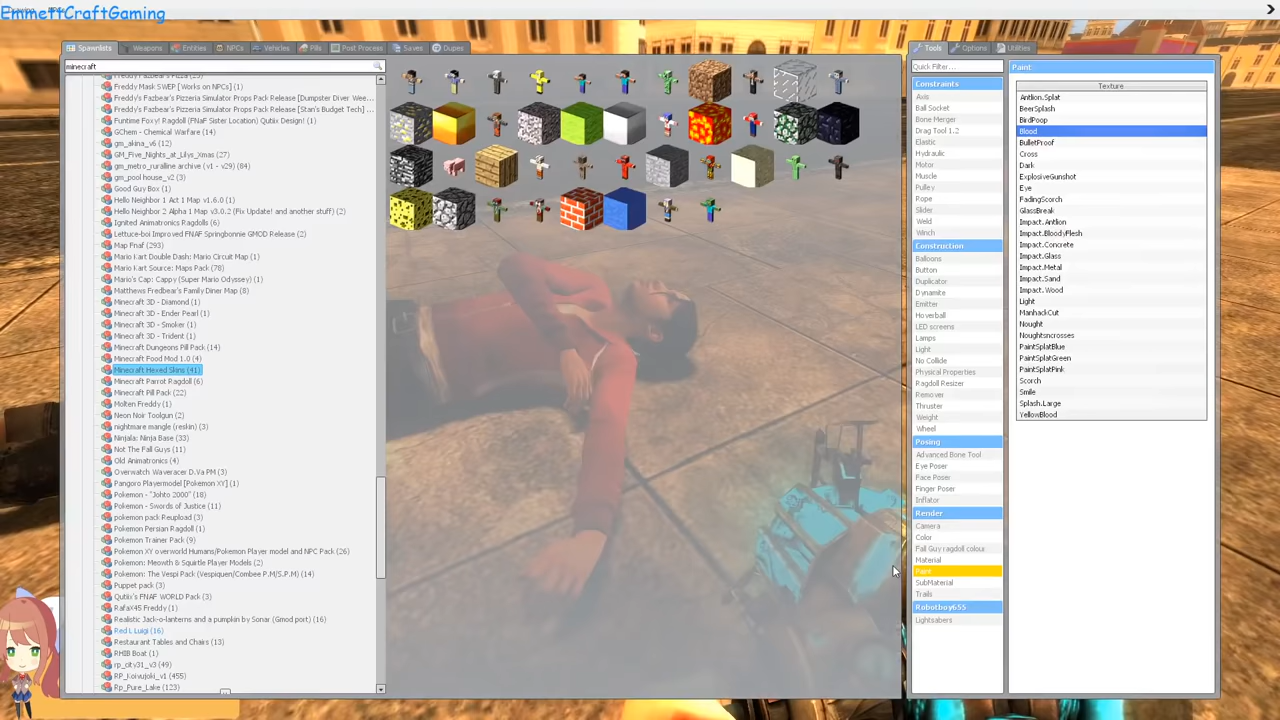 EmmettCraftGaming
Spawnlists
Weapons
Entities
NPCs
Vehicles
Pills
Post Process
Saves
Dupes
Tools
Options
Utilities
minecraft
Freddy Mask SWEP [ Works on NPCs] (1)
Freddy Fazbear's Pizzeria Simulator Props Pack Release [Dumpster Diver Wee...
Freddy Fazbear's Pizzeria Simulator Props Pack Release [Stan's Budget Tech] ...
Funtime Foxy! Ragdoll (FNAF Sister Location) Qutiix Design! (1)
GChem - Chemical Warfare (14)
gm_akina_v6 (12)
GM_Five_Nights_at_Lilys_Xmas (27)
gm_metro_ruralline archive (v1 - v29) (84)
gm_pool house_v2 (3)
Good Guy Box (1)
Hello Neighbor 1 Act 1 Map v1.6.0 (1)
Hello Neighbor 2 Alpha 1 Map v3.0.2 (Fix Update! and another stuff) (2)
Ignited Animatronics Ragdolls (6)
Lettuce-boi Improved FNAF Springbonnie GMOD Release (2)
Map Fnaf (293)
Mario Kart Double Dash: Mario Circuit Map (1)
Mario Kart Source: Maps Pack (78)
Mario's Cap: Cappy (Super Mario Odyssey) (1)
Matthews Fredbear's Family Diner Map (8)
Minecraft 3D - Diamond (1)
Minecraft 3D - Ender Pearl (1)
Minecraft 3D - Smoker (1)
Minecraft 3D - Trident (1)
Minecraft Dungeons Pill Pack (14)
Minecraft Food Mod 1.0 (4)
Minecraft Hexed Skins (41)
Minecraft Parrot Ragdoll (6)
Minecraft Pill Pack (22)
Molten Freddy (1)
Neon Noir Toolgun (2)
nightmare mangle (reskin) (3)
Ninjala: Ninja Base (33)
Not The Fall Guys (11)
Old Animatronics (4)
Overwatch Waveracer D.Va PM (3)
Pangoro Playermodel [Pokemon XY] (1)
Pokemon - "Johto 2000" (18)
Pokemon - Swords of Justice (11)
pokemon pack Reupload (3)
Pokemon Persian Ragdoll (1)
Pokemon Trainer Pack (9)
Pokemon XY overworld Humans/Pokemon Player model and NPC Pack (26)
Pokemon: Meowth & Squirtle Player Models (2)
Pokemon: The Vespi Pack (Vespiquen/Combee P.M/S.P.M) (14)
Puppet pack (3)
Qutiix's FNAF WORLD Pack (3)
RafaX45 Freddy (1)
Realistic Jack-o-lanterns and a pumpkin by Sonar (Gmod port) (16)
Red L Luigi (16)
Restaurant Tables and Chairs (13)
RHIB Boat (1)
rp_city31_v3 (49)
RP_Koivujoki_v1 (455)
Rp_Pure_Lake (123)
Quick Filter...
Constraints
Axis
Ball Socket
Bone Merger
Drag Tool 1.2
Elastic
Hydraulic
Motor
Muscle
Pulley
Rope
Slider
Weld
Winch
Construction
Balloons
Button
Duplicator
Dynamite
Emitter
Hoverball
LED screens
Lamps
Light
No Collide
Physical Properties
Ragdoll Resizer
Remover
Thruster
Weight
Wheel
Posing
Advanced Bone Tool
Eye Poser
Face Poser
Finger Poser
Inflator
Render
Camera
Color
Fall Guy ragdoll colour
Material
Paint
SubMaterial
Trails
Robotboy655
Lightsabers
Paint
Texture
Antlion.Splat
BeerSplash
BirdPoop
Blood
BulletProof
Cross
Dark
ExplosiveGunshot
Eye
FadingScorch
GlassBreak
Impact.Antlion
Impact.BloodyFlesh
Impact.Concrete
Impact.Glass
Impact.Metal
Impact.Sand
Impact.Wood
Light
ManhackCut
Nought
Noughtsncrosses
PaintSplatBlue
PaintSplatGreen
PaintSplatPink
Scorch
Smile
Splash.Large
YellowBlood